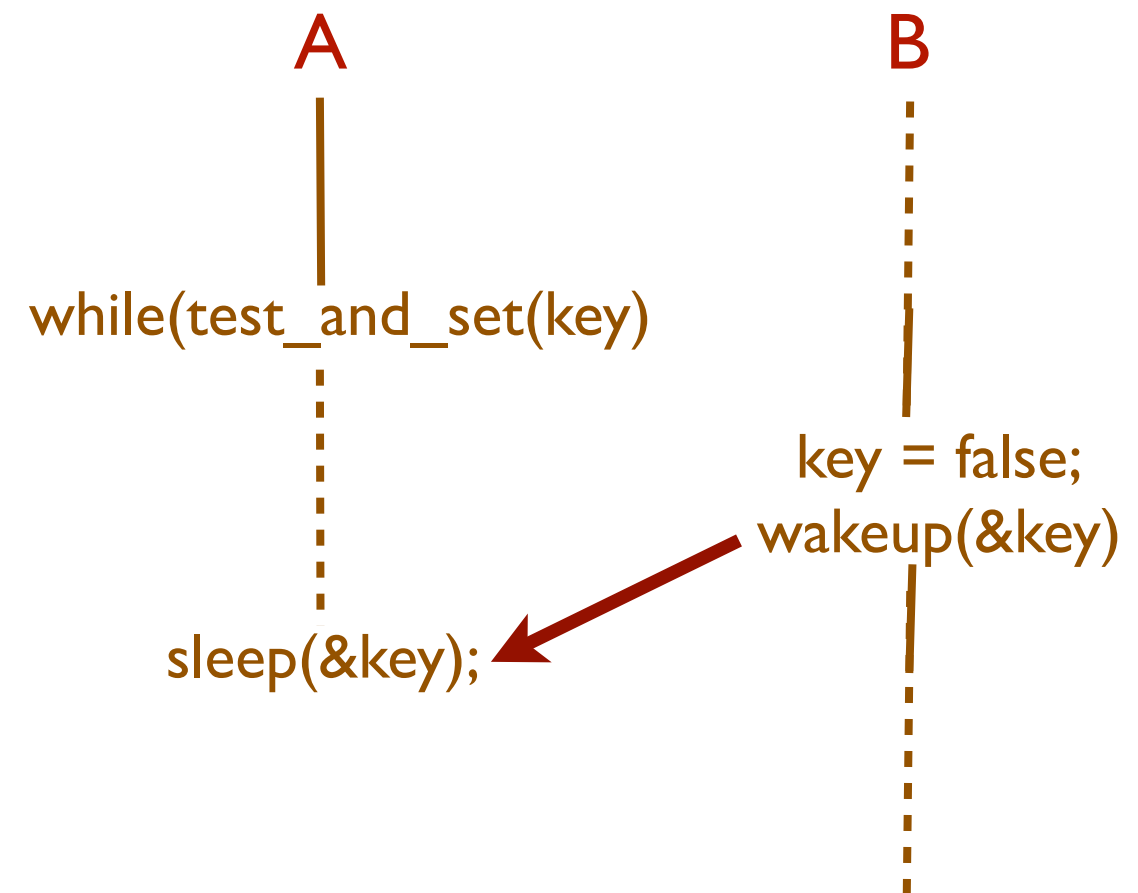 A
B
while(test_and_set(key)
key = false;
wakeup(&key)
sleep(&key);